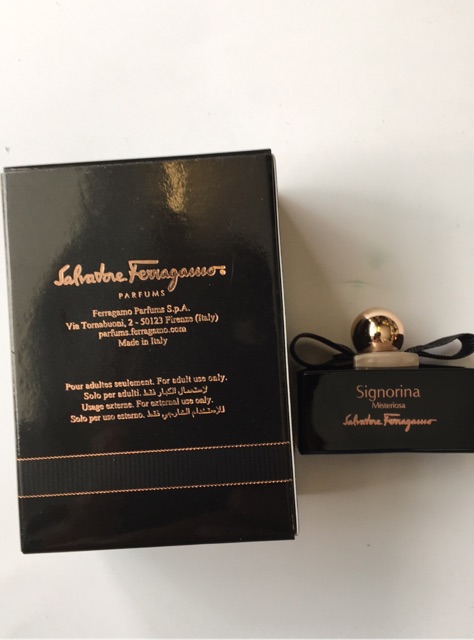 Salvatore Ferragamo
PARFUMS
Ferragamo Parfums S.p.A.
Via Tornabuoni, 2 - 50123 Firenze (Italy)
parfums.ferragamo.com
Made in Italy
Pour adultes seulement. For adult use only.
Solo per adulti. لاستعمال الكبار فقط
Usage externe. For external use only.
Solo per uso esterno. للاستخدام الخارجي فقط
Signorina
Misteriosa
Salvatore Ferragamo